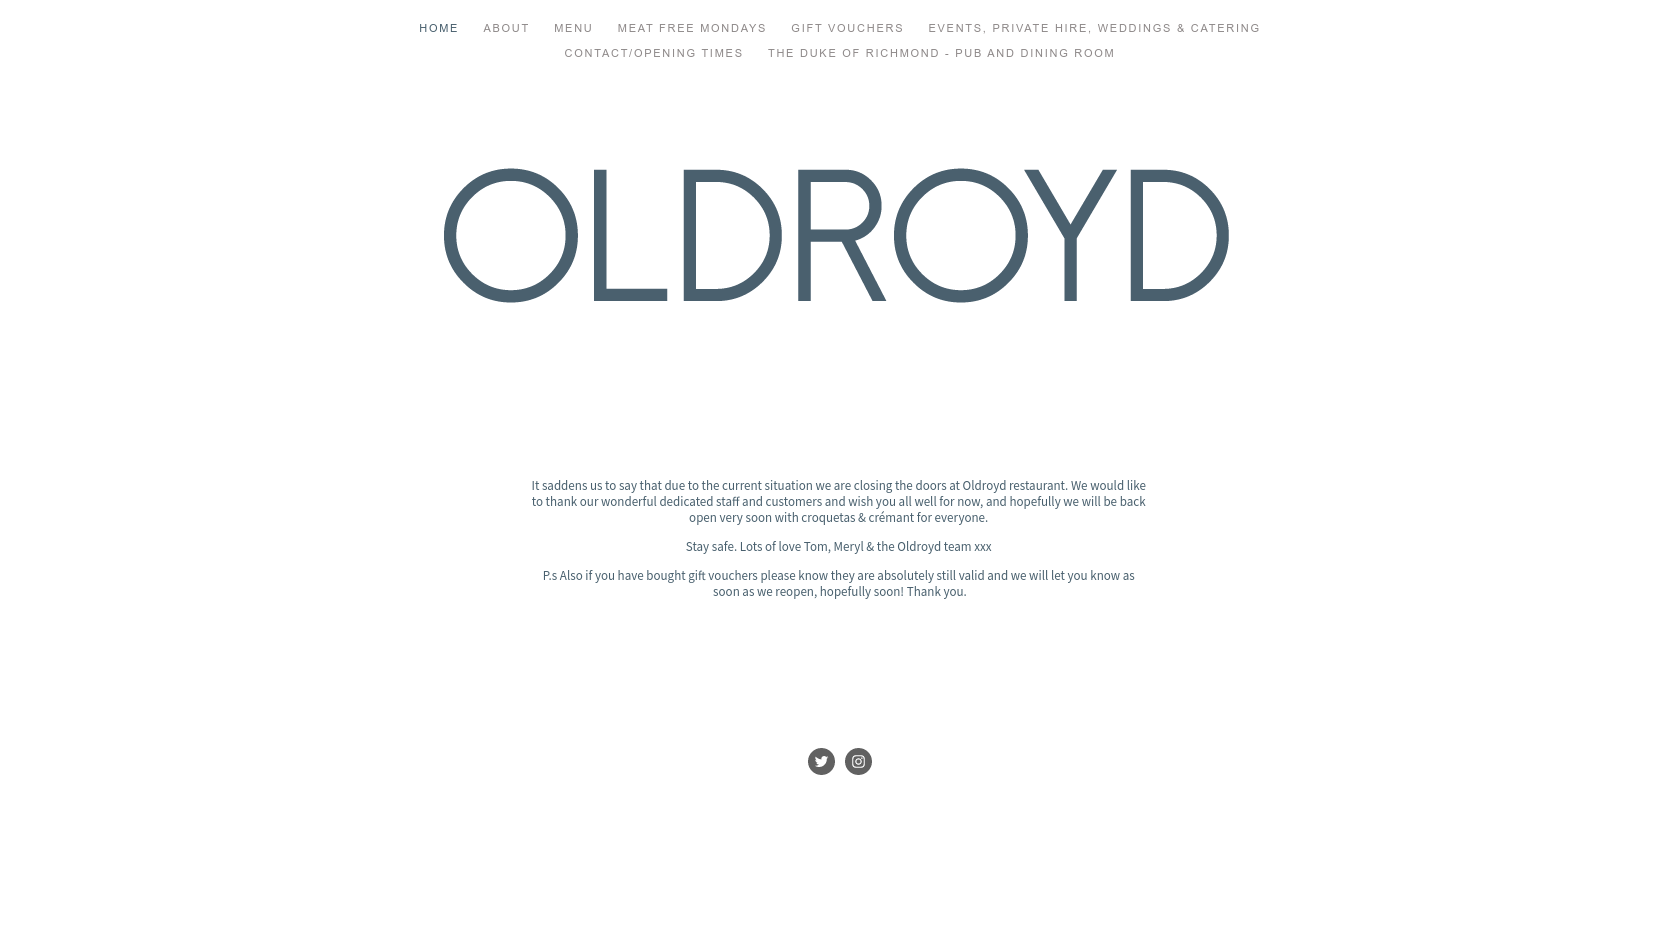 HOME ABOUT MENU MEAT FREE MONDAYS GIFT VOUCHERS EVENTS, PRIVATE HIRE, WEDDINGS & CATERING
CONTACT/OPENING TIMES THE DUKE OF RICHMOND - PUB AND DINING ROOM
OLDROYD
It saddens us to say that due to the current situation we are closing the doors at Oldroyd restaurant. We would like
to thank our wonderful dedicated staff and customers and wish you all well for now, and hopefully we will be back
open very soon with croquetas & crémant for everyone.
Stay safe. Lots of love Tom, Meryl & the Oldroyd team xxx
P.s Also if you have bought gift vouchers please know they are absolutely still valid and we will let you know as
soon as we reopen, hopefully soon! Thank you.